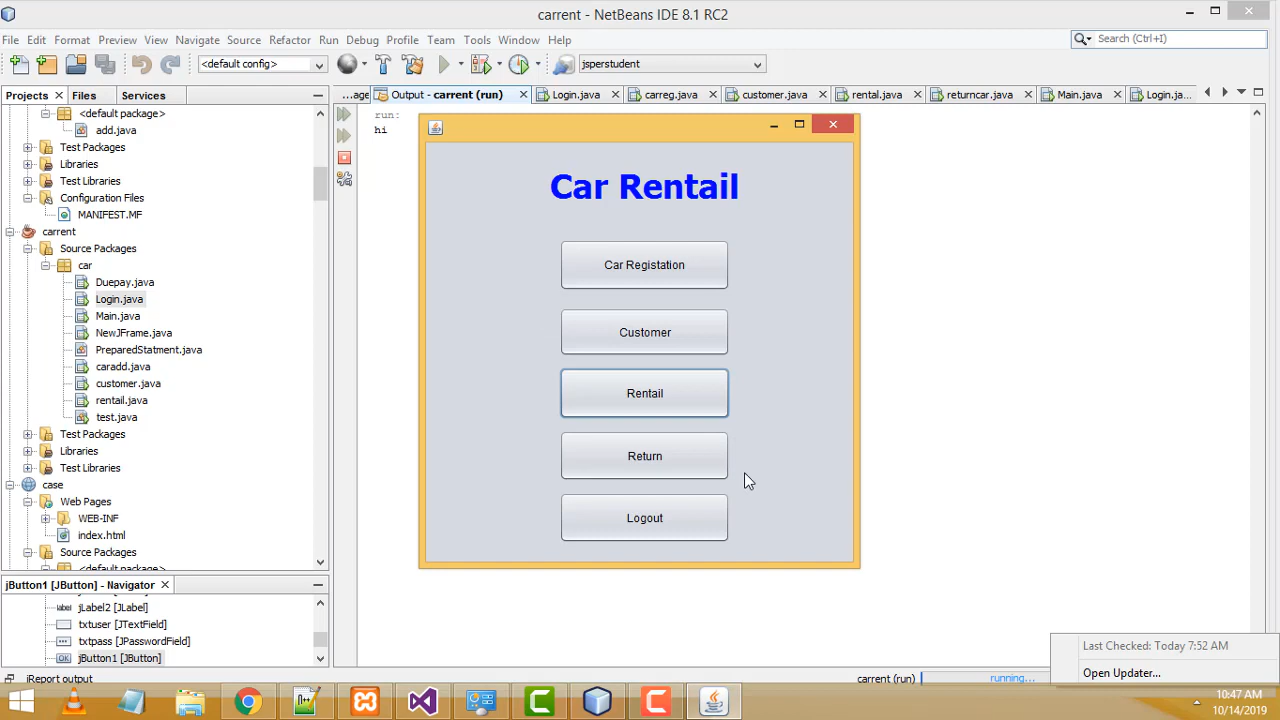 carrent - NetBeans IDE 8.1 RC2
File Edit Format Preview View Navigate Source Refactor Run Debug Profile Team Tools Window Help
Search (Ctrl+I)
<default config>
jsperstudent
Projects Files Services
...age Output - carrent (run) Login.java carreg.java customer.java rental.java returncar.java Main.java Login.ja...
<default package>
add.java
Test Packages
Libraries
Test Libraries
Configuration Files
MANIFEST.MF
carrent
Source Packages
car
Duepay.java
Login.java
Main.java
NewJFrame.java
PreparedStatment.java
caradd.java
customer.java
rentail.java
test.java
Test Packages
Libraries
Test Libraries
case
Web Pages
WEB-INF
index.html
Source Packages
<default package>
run:
hi
Car Rentail
Car Registation
Customer
Rentail
Return
Logout
jButton1 [JButton] - Navigator
jLabel2 [JLabel]
txtuser [JTextField]
txtpass [JPasswordField]
OK jButton1 [JButton]
Last Checked: Today 7:52 AM
Open Updater...
iReport output
carrent (run)
running...
10:47 AM
10/14/2019